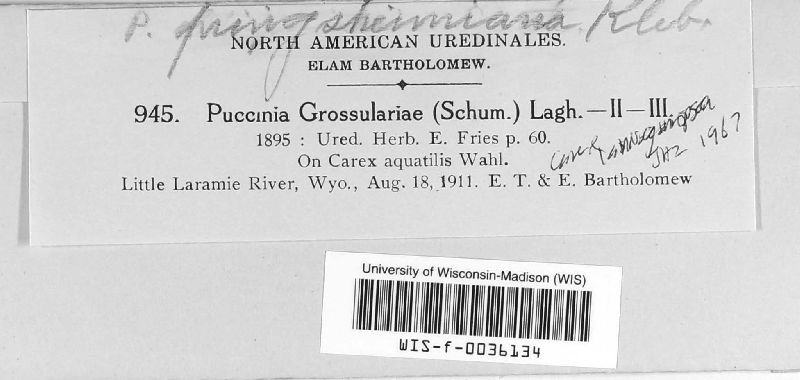 P. pringsheimiana Kleb.
NORTH AMERICAN UREDINALES.
ELAM BARTHOLOMEW.
945. Puccinia Grossulariae (Schum.) Lagh.—II—III
1895 : Ured. Herb. E. Fries p. 60.
On Carex aquatilis Wahl.
Carex lanuginosa
1967
Little Laramie River, Wyo., Aug. 18, 1911. E. T. & E. Bartholomew
University of Wisconsin-Madison (WIS)
WIS-f-0036134